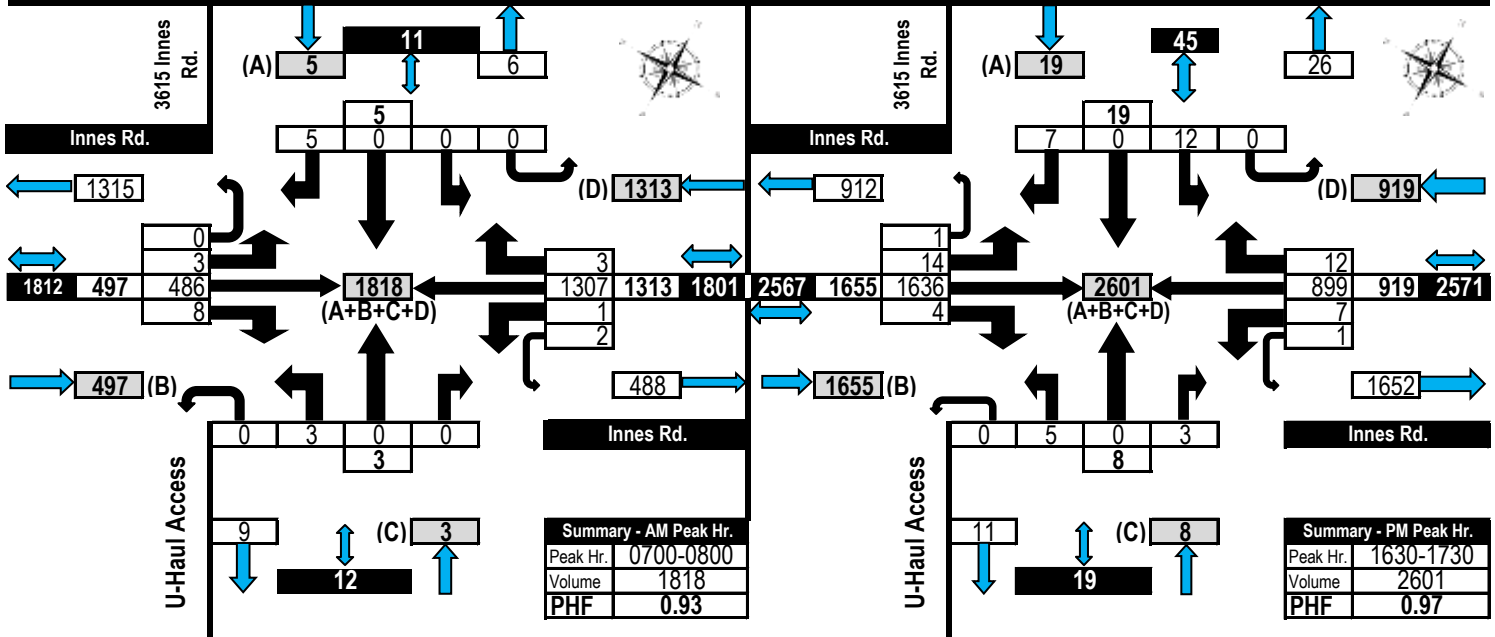 3615 Innes
Rd.
(A) 5
11
6
5
5 0 0 0
Innes Rd.
1315
(D) 1313
0
3
1812 497 486
8
1818
(A+B+C+D)
3
1307 1313 1801
1
2
497 (B)
488
0 3 0 0
3
Innes Rd.
U-Haul Access
9
(C) 3
12
Summary - AM Peak Hr.
Peak Hr. 0700-0800
Volume 1818
PHF 0.93
3615 Innes
Rd.
(A) 19
45
26
19
7 0 12 0
Innes Rd.
912
(D) 919
1
14
2567 1655 1636
4
2601
(A+B+C+D)
12
899 919 2571
7
1
1655 (B)
1652
0 5 0 3
8
Innes Rd.
U-Haul Access
11
(C) 8
19
Summary - PM Peak Hr.
Peak Hr. 1630-1730
Volume 2601
PHF 0.97